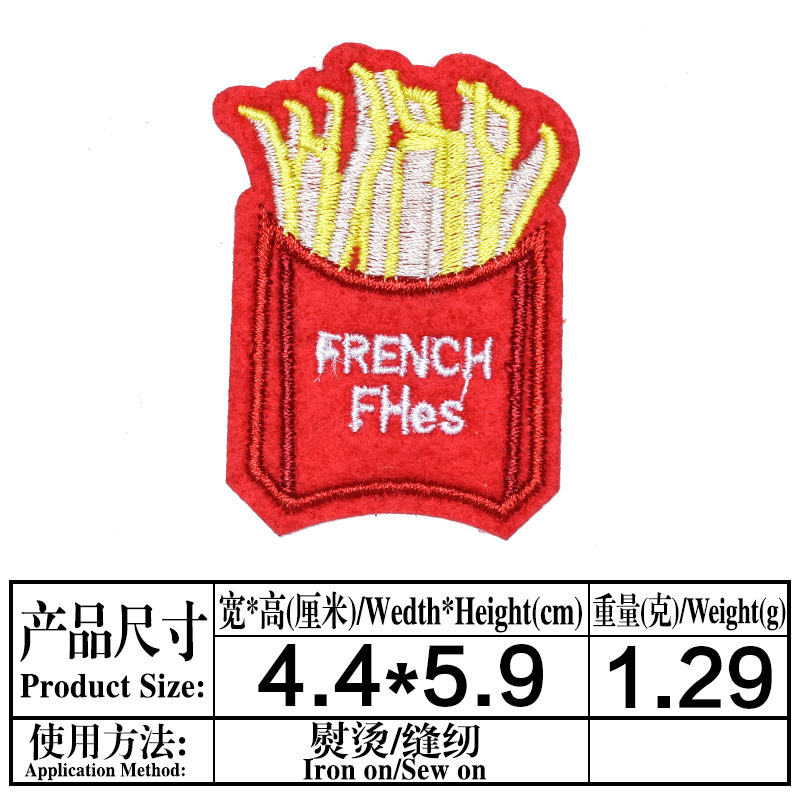 FRENCH
FHes
产品尺寸
Product Size:
宽*高(厘米)/Wedth*Height(cm)
重量(克)/Weight(g)
4.4*5.9
1.29
使用方法:
Application Method:
熨烫/缝纫
Iron on/Sew on